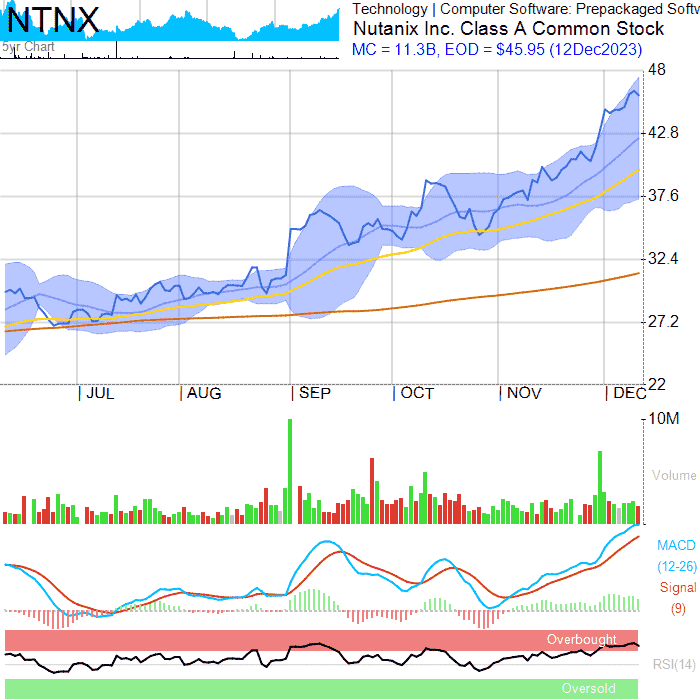 NTNX
5yr Chart
Technology | Computer Software: Prepackaged Softw
Nutanix Inc. Class A Common Stock
MC = 11.3B, EOD = $45.95 (12Dec2023)
48
42.8
37.6
32.4
27.2
22
| JUL | AUG | SEP | OCT | NOV | DEC
10M
Volume
MACD
(12-26)
Signal
(9)
Overbought
RSI(14)
Oversold